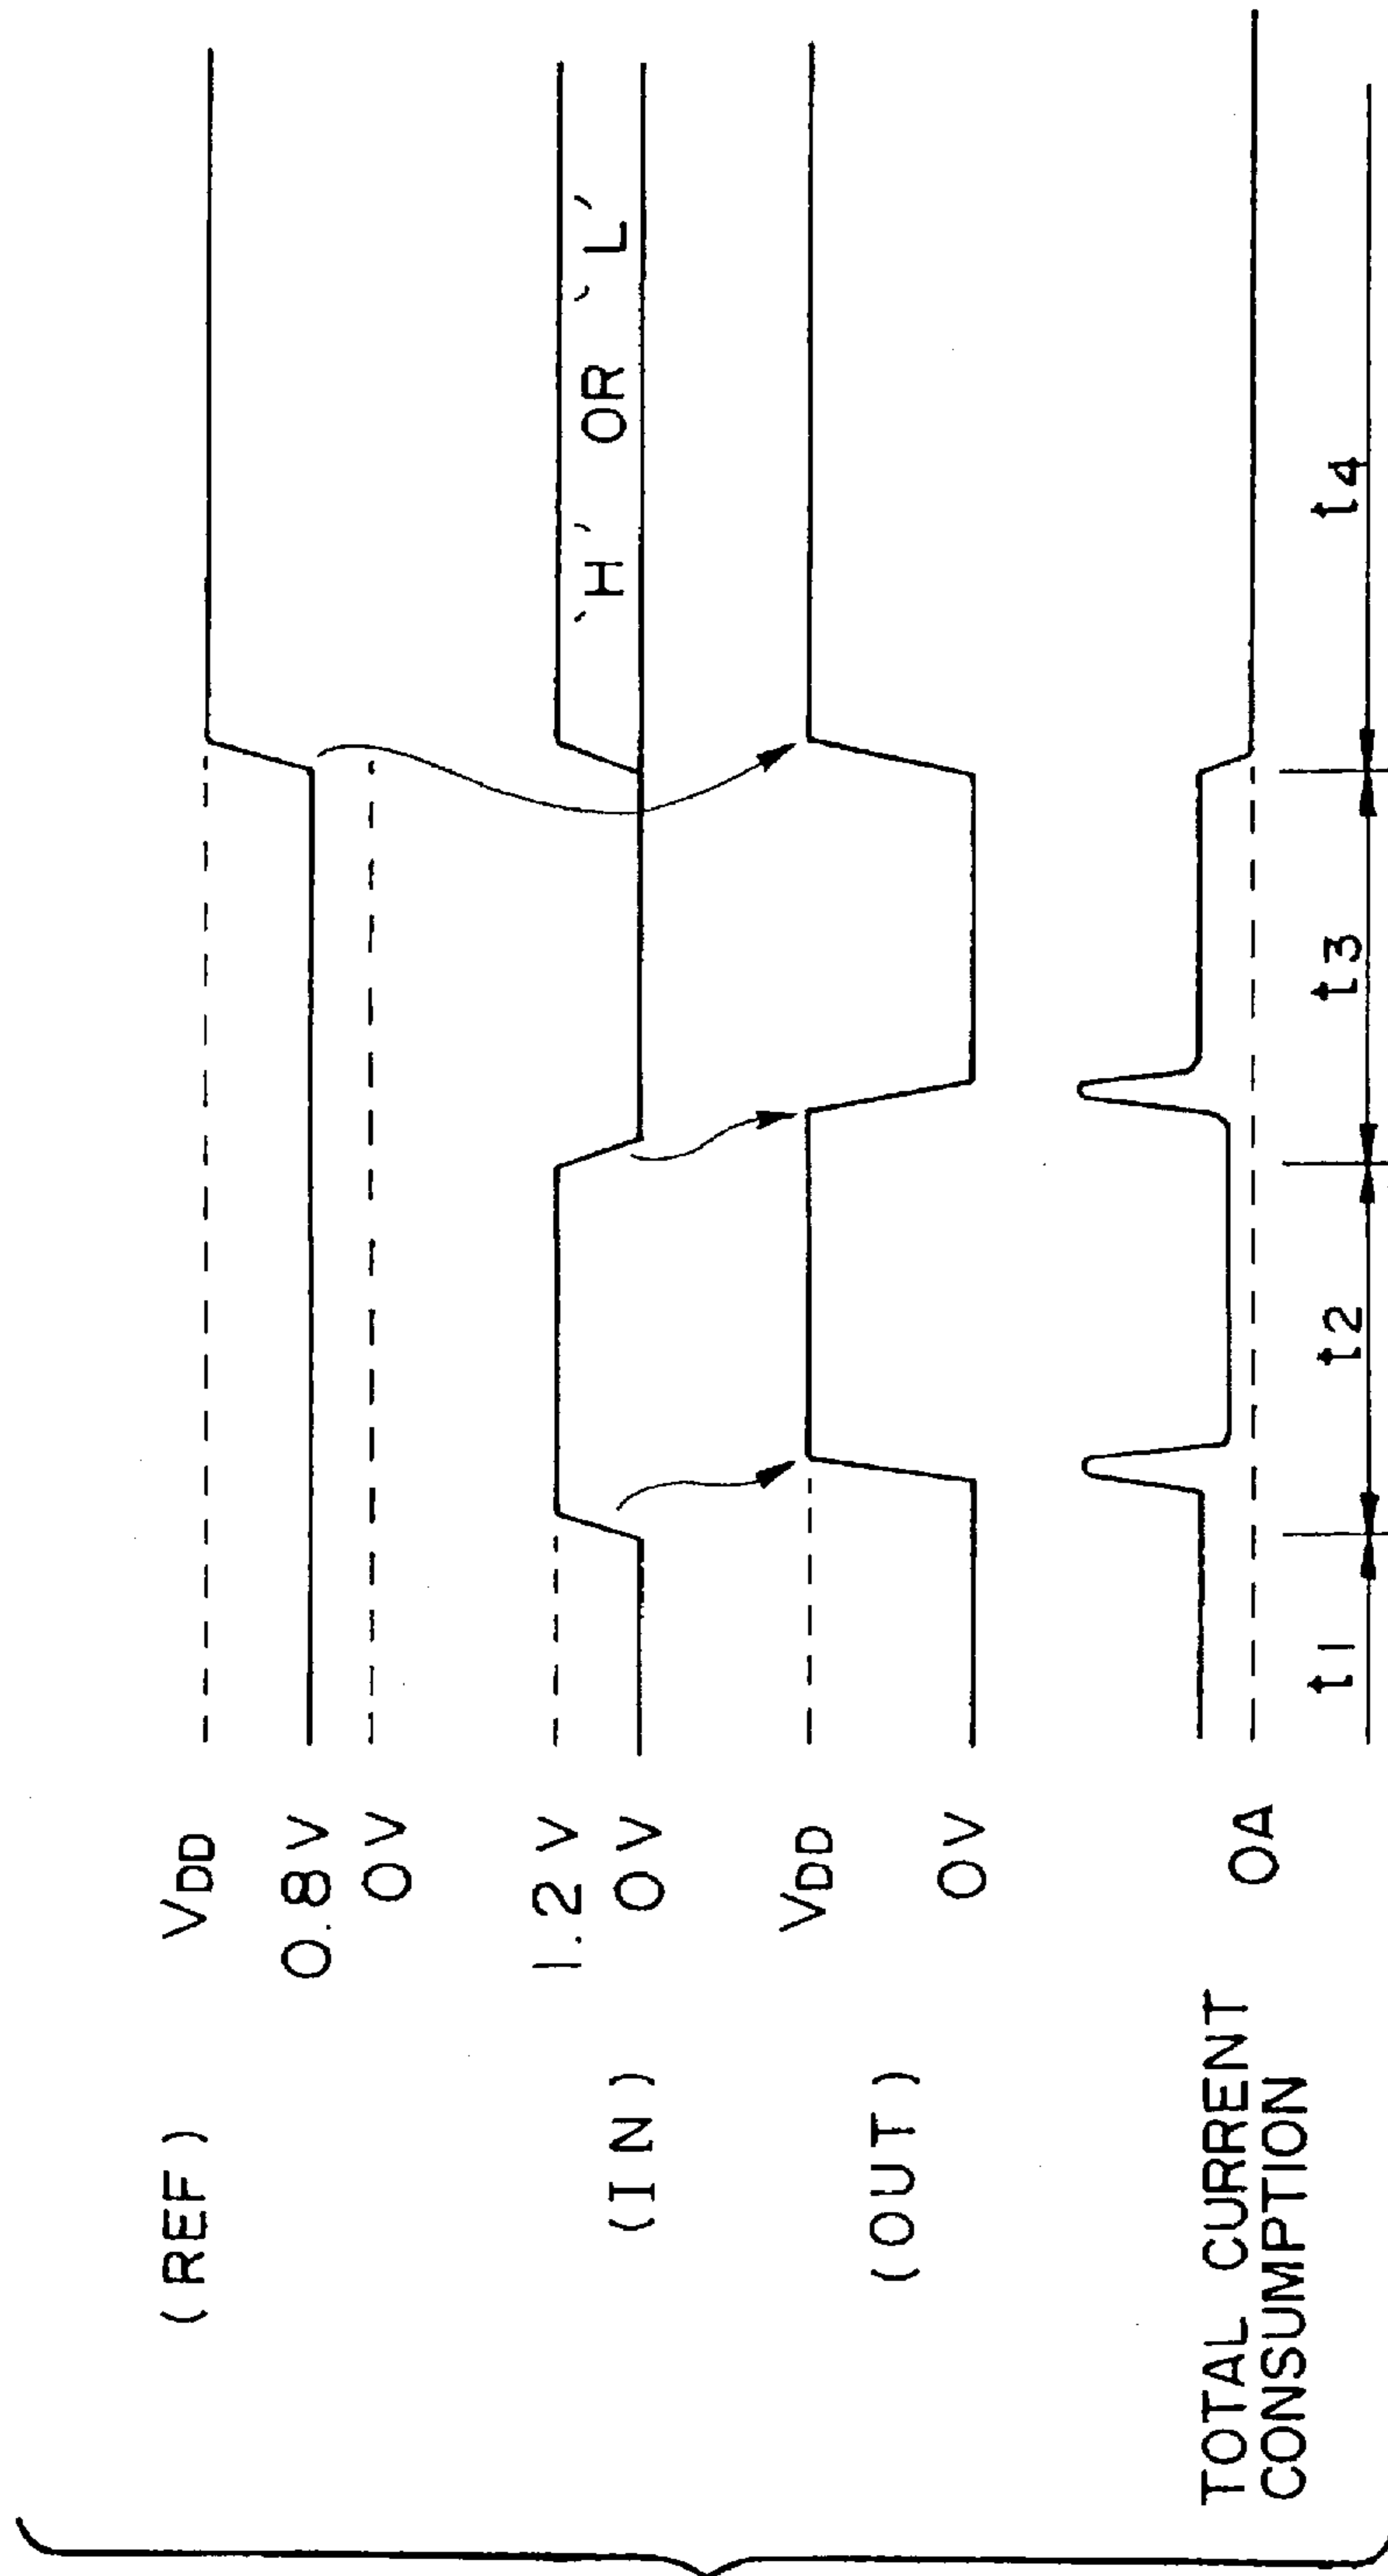 (REF)
VDD
0.8V
0V
(IN)
1.2V
0V
`H' OR `L'
(OUT)
VDD
0V
TOTAL CURRENT
CONSUMPTION
0A
t1
t2
t3
t4